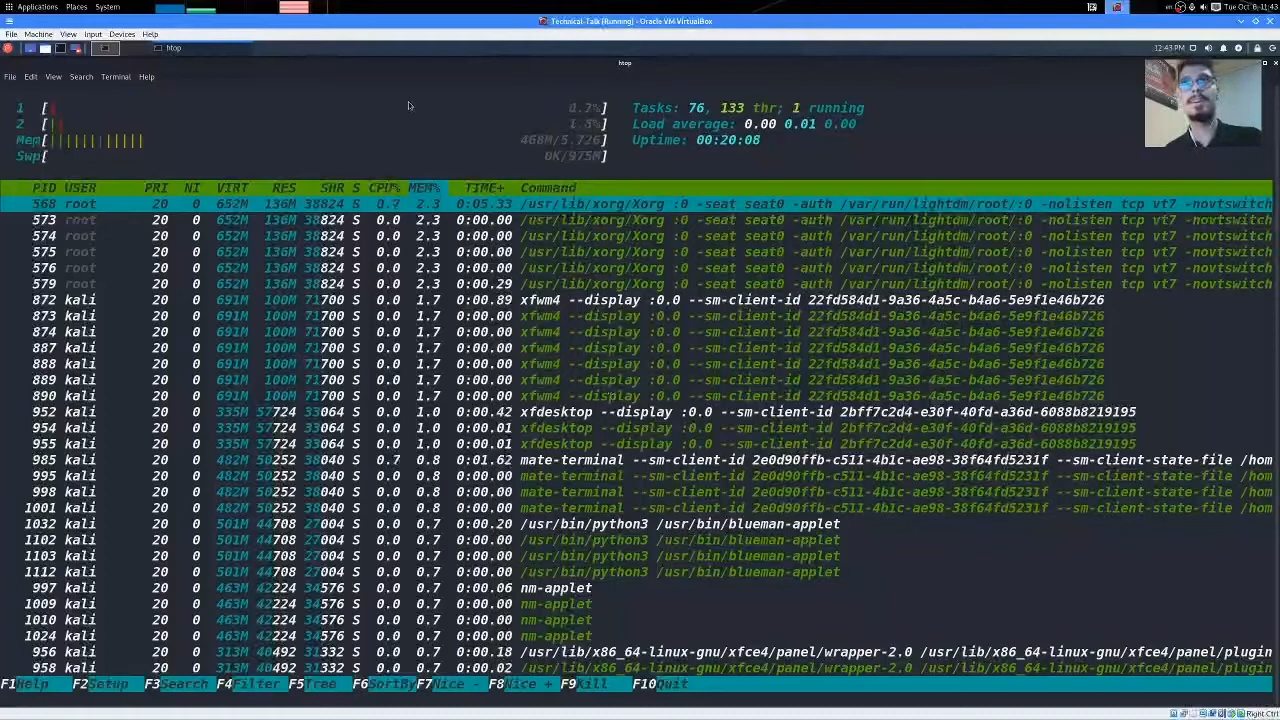 Applications Places System en Tue Oct 6, 11:43
Technical-Talk [Running] - Oracle VM VirtualBox
File Machine View Input Devices Help
htop 12:43 PM
htop
File Edit View Search Terminal Help
1 [ ] Tasks: 76, 133 thr; 1 running
2 [ 1.5%] Load average: 0.00 0.01 0.00
Mem[ 468M/5.72G] Uptime: 00:20:08
Swp[ 0K/975M]
PID USER PRI NI VIRT RES SHR S CPU% MEM% TIME+ Command
568 root 20 0 652M 136M 38824 S 0.7 2.3 0:05.33 /usr/lib/xorg/Xorg :0 -seat seat0 -auth /var/run/lightdm/root/:0 -nolisten tcp vt7 -novtswitch
573 root 20 0 652M 136M 38824 S 0.0 2.3 0:00.00 /usr/lib/xorg/Xorg :0 -seat seat0 -auth /var/run/lightdm/root/:0 -nolisten tcp vt7 -novtswitch
574 root 20 0 652M 136M 38824 S 0.0 2.3 0:00.00 /usr/lib/xorg/Xorg :0 -seat seat0 -auth /var/run/lightdm/root/:0 -nolisten tcp vt7 -novtswitch
575 root 20 0 652M 136M 38824 S 0.0 2.3 0:00.00 /usr/lib/xorg/Xorg :0 -seat seat0 -auth /var/run/lightdm/root/:0 -nolisten tcp vt7 -novtswitch
576 root 20 0 652M 136M 38824 S 0.0 2.3 0:00.00 /usr/lib/xorg/Xorg :0 -seat seat0 -auth /var/run/lightdm/root/:0 -nolisten tcp vt7 -novtswitch
579 root 20 0 652M 136M 38824 S 0.0 2.3 0:00.29 /usr/lib/xorg/Xorg :0 -seat seat0 -auth /var/run/lightdm/root/:0 -nolisten tcp vt7 -novtswitch
872 kali 20 0 691M 100M 71700 S 0.0 1.7 0:00.89 xfwm4 --display :0.0 --sm-client-id 22fd584d1-9a36-4a5c-b4a6-5e9f1e46b726
873 kali 20 0 691M 100M 71700 S 0.0 1.7 0:00.00 xfwm4 --display :0.0 --sm-client-id 22fd584d1-9a36-4a5c-b4a6-5e9f1e46b726
874 kali 20 0 691M 100M 71700 S 0.0 1.7 0:00.00 xfwm4 --display :0.0 --sm-client-id 22fd584d1-9a36-4a5c-b4a6-5e9f1e46b726
887 kali 20 0 691M 100M 71700 S 0.0 1.7 0:00.00 xfwm4 --display :0.0 --sm-client-id 22fd584d1-9a36-4a5c-b4a6-5e9f1e46b726
888 kali 20 0 691M 100M 71700 S 0.0 1.7 0:00.00 xfwm4 --display :0.0 --sm-client-id 22fd584d1-9a36-4a5c-b4a6-5e9f1e46b726
889 kali 20 0 691M 100M 71700 S 0.0 1.7 0:00.00 xfwm4 --display :0.0 --sm-client-id 22fd584d1-9a36-4a5c-b4a6-5e9f1e46b726
890 kali 20 0 691M 100M 71700 S 0.0 1.7 0:00.00 xfwm4 --display :0.0 --sm-client-id 22fd584d1-9a36-4a5c-b4a6-5e9f1e46b726
952 kali 20 0 335M 57724 33064 S 0.0 1.0 0:00.42 xfdesktop --display :0.0 --sm-client-id 2bff7c2d4-e30f-40fd-a36d-6088b8219195
954 kali 20 0 335M 57724 33064 S 0.0 1.0 0:00.01 xfdesktop --display :0.0 --sm-client-id 2bff7c2d4-e30f-40fd-a36d-6088b8219195
955 kali 20 0 335M 57724 33064 S 0.0 1.0 0:00.01 xfdesktop --display :0.0 --sm-client-id 2bff7c2d4-e30f-40fd-a36d-6088b8219195
985 kali 20 0 482M 50252 38040 S 0.7 0.8 0:01.62 mate-terminal --sm-client-id 2e0d90ffb-c511-4b1c-ae98-38f64fd5231f --sm-client-state-file /hom
995 kali 20 0 482M 50252 38040 S 0.0 0.8 0:00.00 mate-terminal --sm-client-id 2e0d90ffb-c511-4b1c-ae98-38f64fd5231f --sm-client-state-file /hom
998 kali 20 0 482M 50252 38040 S 0.0 0.8 0:00.00 mate-terminal --sm-client-id 2e0d90ffb-c511-4b1c-ae98-38f64fd5231f --sm-client-state-file /hom
1001 kali 20 0 482M 50252 38040 S 0.0 0.8 0:00.00 mate-terminal --sm-client-id 2e0d90ffb-c511-4b1c-ae98-38f64fd5231f --sm-client-state-file /hom
1032 kali 20 0 501M 44708 27004 S 0.0 0.7 0:00.20 /usr/bin/python3 /usr/bin/blueman-applet
1102 kali 20 0 501M 44708 27004 S 0.0 0.7 0:00.00 /usr/bin/python3 /usr/bin/blueman-applet
1103 kali 20 0 501M 44708 27004 S 0.0 0.7 0:00.00 /usr/bin/python3 /usr/bin/blueman-applet
1112 kali 20 0 501M 44708 27004 S 0.0 0.7 0:00.00 /usr/bin/python3 /usr/bin/blueman-applet
997 kali 20 0 463M 42224 34576 S 0.0 0.7 0:00.06 nm-applet
1009 kali 20 0 463M 42224 34576 S 0.0 0.7 0:00.00 nm-applet
1010 kali 20 0 463M 42224 34576 S 0.0 0.7 0:00.00 nm-applet
1024 kali 20 0 463M 42224 34576 S 0.0 0.7 0:00.00 nm-applet
956 kali 20 0 313M 40492 31332 S 0.0 0.7 0:00.18 /usr/lib/x86_64-linux-gnu/xfce4/panel/wrapper-2.0 /usr/lib/x86_64-linux-gnu/xfce4/panel/plugin
958 kali 20 0 313M 40492 31332 S 0.0 0.7 0:00.02 /usr/lib/x86_64-linux-gnu/xfce4/panel/wrapper-2.0 /usr/lib/x86_64-linux-gnu/xfce4/panel/plugin
F1Help F2Setup F3Search F4Filter F5Tree F6SortBy F7Nice - F8Nice + F9Kill F10Quit
Right Ctrl